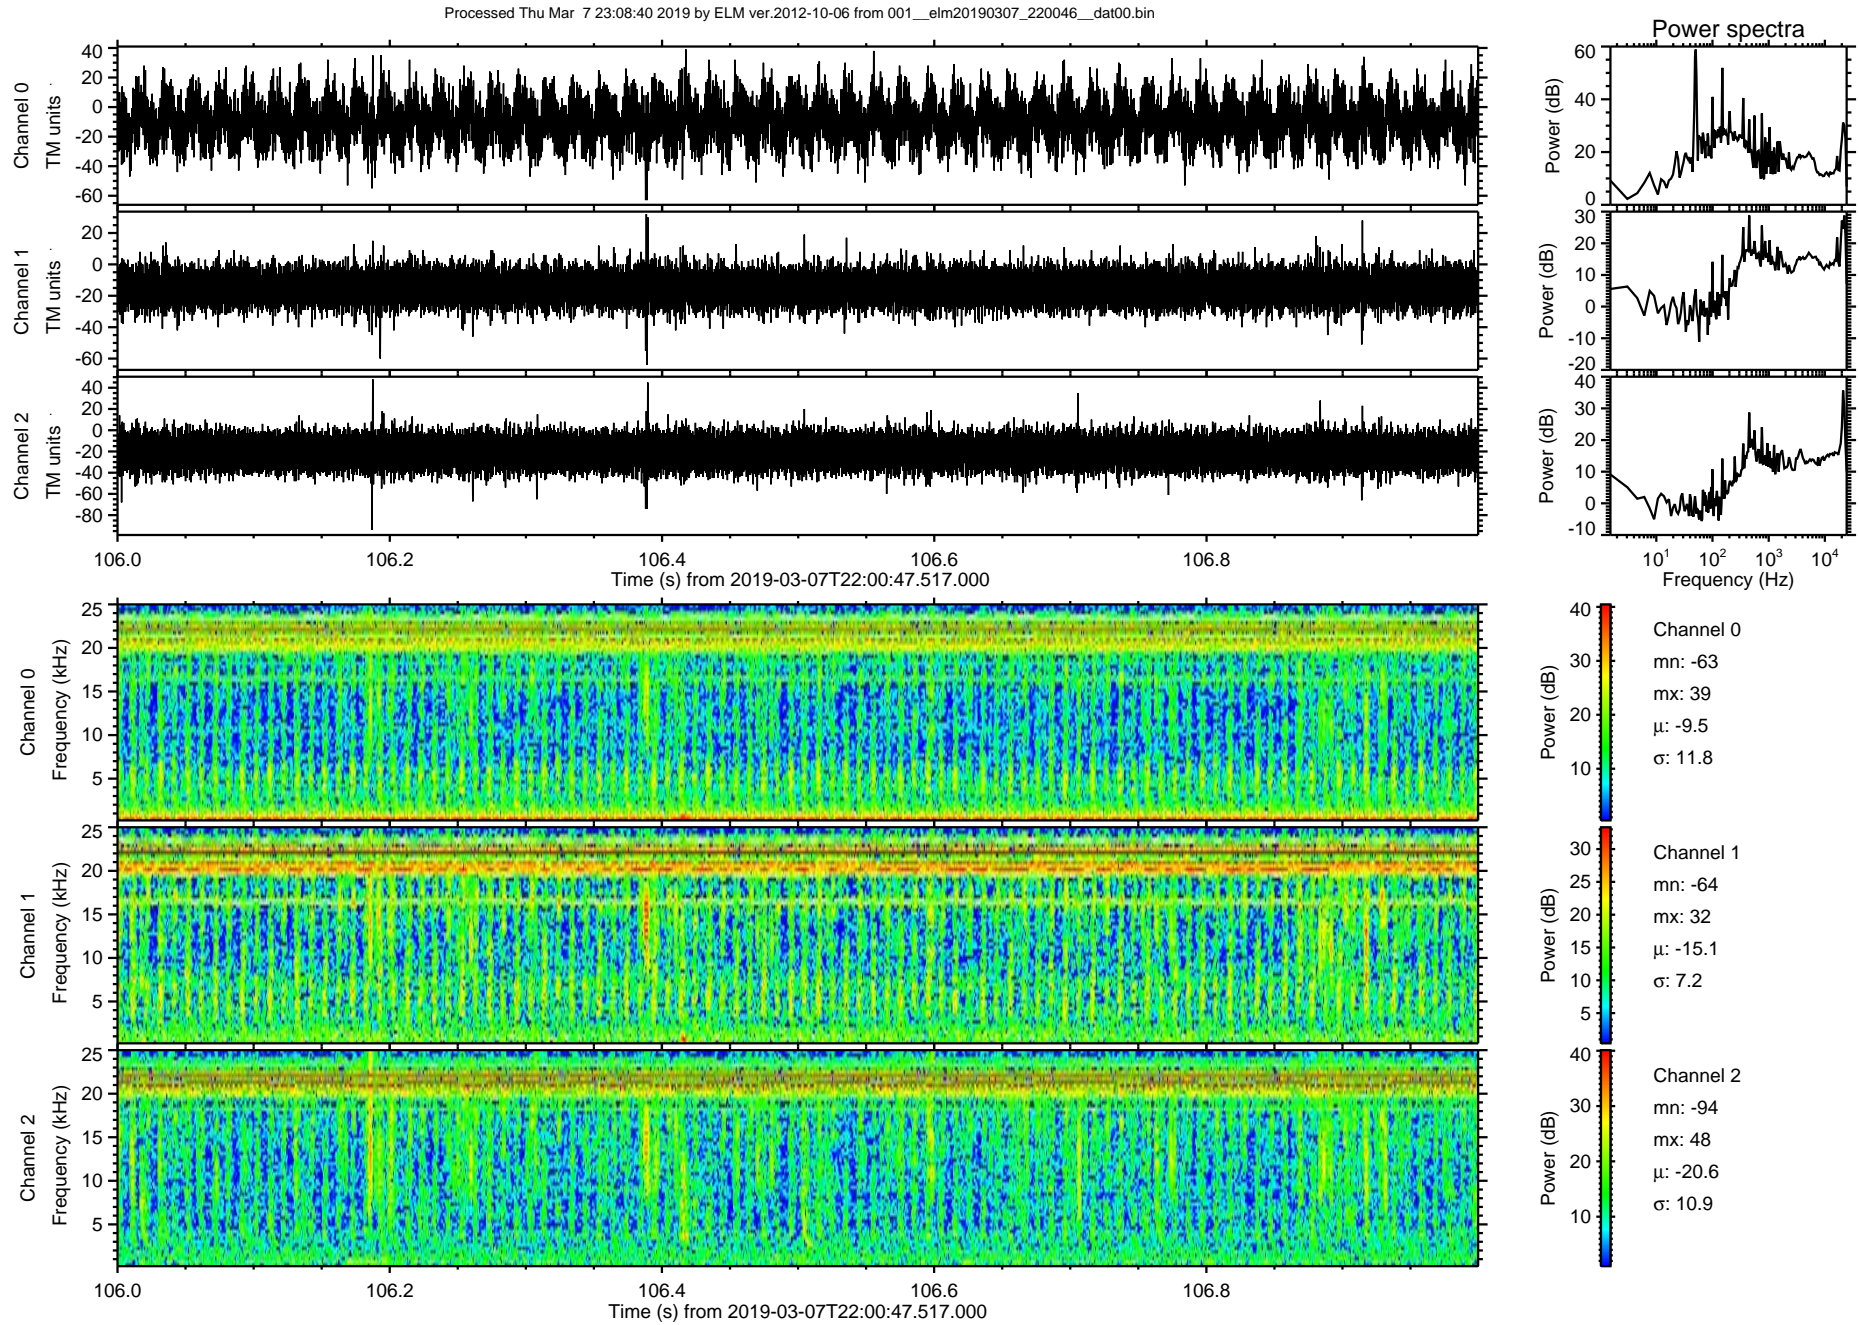 Processed Thu Mar  7 23:08:40 2019 by ELM ver.2012-10-06 from 001__elm20190307_220046__dat00.bin
Power spectra
Channel 0
TM units
40
20
0
-20
-40
-60
Power (dB)
60
40
20
0
Channel 1
TM units
20
0
-20
-40
-60
Power (dB)
30
20
10
0
-10
-20
Channel 2
TM units
40
20
0
-20
-40
-60
-80
Power (dB)
40
30
20
10
0
-10
106.0 106.2 106.4 106.6 106.8
Time (s) from 2019-03-07T22:00:47.517.000
10¹ 10² 10³ 10⁴
Frequency (Hz)
Channel 0
Frequency (kHz)
25
20
15
10
5
Power (dB)
40
30
20
10
Channel 0
mn: -63
mx: 39
μ: -9.5
σ: 11.8
Channel 1
Frequency (kHz)
25
20
15
10
5
Power (dB)
30
25
20
15
10
5
Channel 1
mn: -64
mx: 32
μ: -15.1
σ: 7.2
Channel 2
Frequency (kHz)
25
20
15
10
5
Power (dB)
40
30
20
10
Channel 2
mn: -94
mx: 48
μ: -20.6
σ: 10.9
106.0 106.2 106.4 106.6 106.8
Time (s) from 2019-03-07T22:00:47.517.000